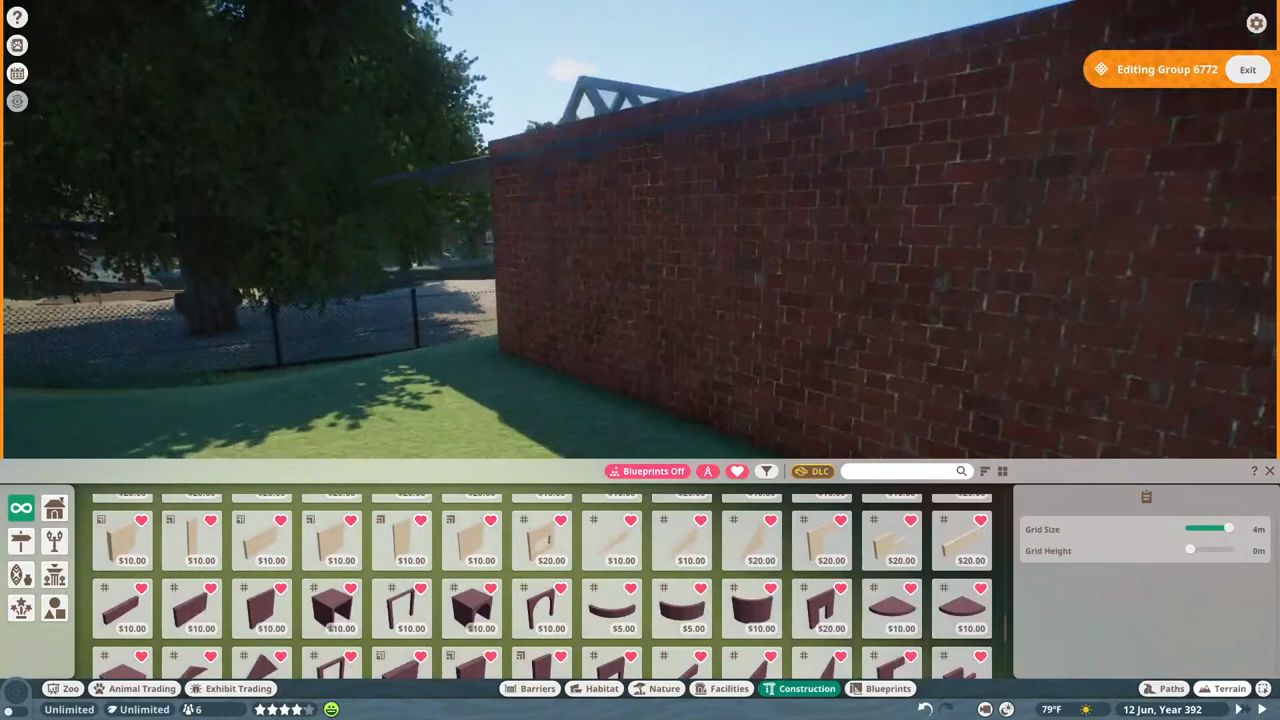 ?
Editing Group 6772 Exit
Blueprints Off DLC ?
$10.00 $10.00 $10.00 $10.00 $10.00 $10.00 $20.00 $10.00 $10.00 $20.00 $20.00 $20.00 $20.00
$10.00 $10.00 $10.00 $10.00 $10.00 $10.00 $10.00 $5.00 $5.00 $10.00 $20.00 $10.00 $10.00
Grid Size 4m
Grid Height 0m
Zoo Animal Trading Exhibit Trading Barriers Habitat Nature Facilities Construction Blueprints Paths Terrain
Unlimited Unlimited 6 79°F 12 Jun, Year 392